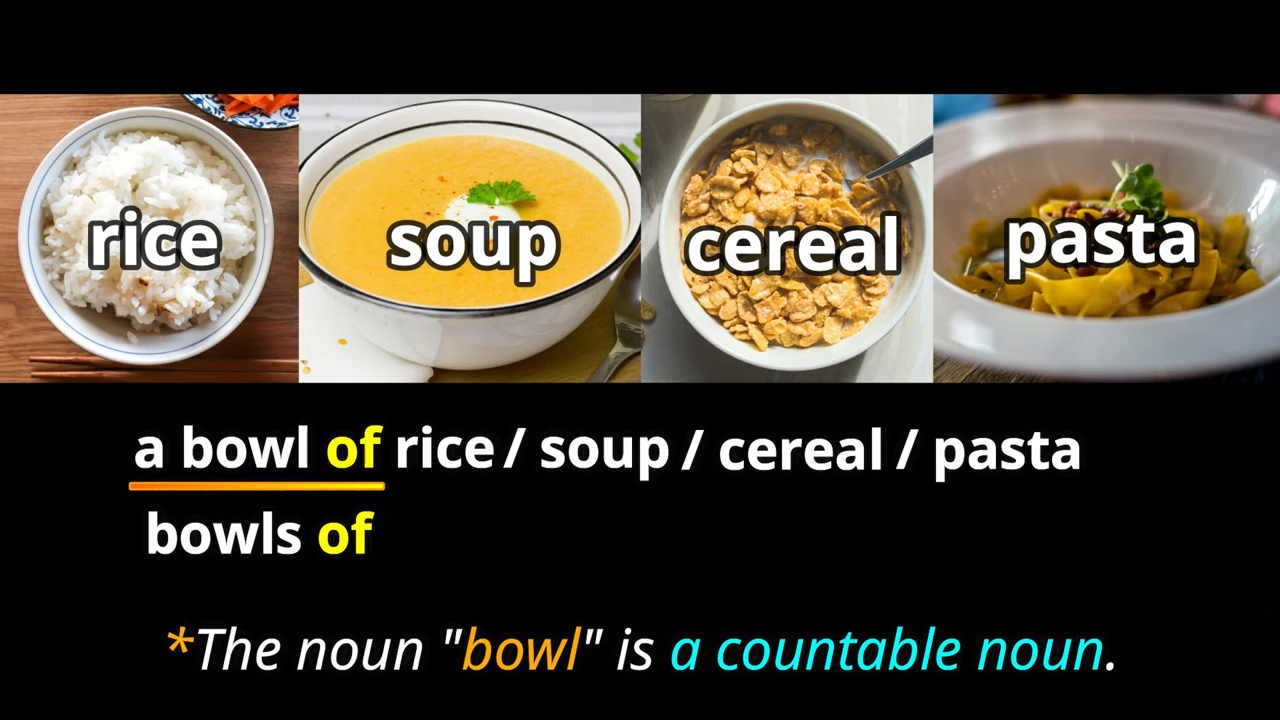 rice soup cereal pasta
a bowl of rice / soup / cereal / pasta
bowls of
*The noun "bowl" is a countable noun.